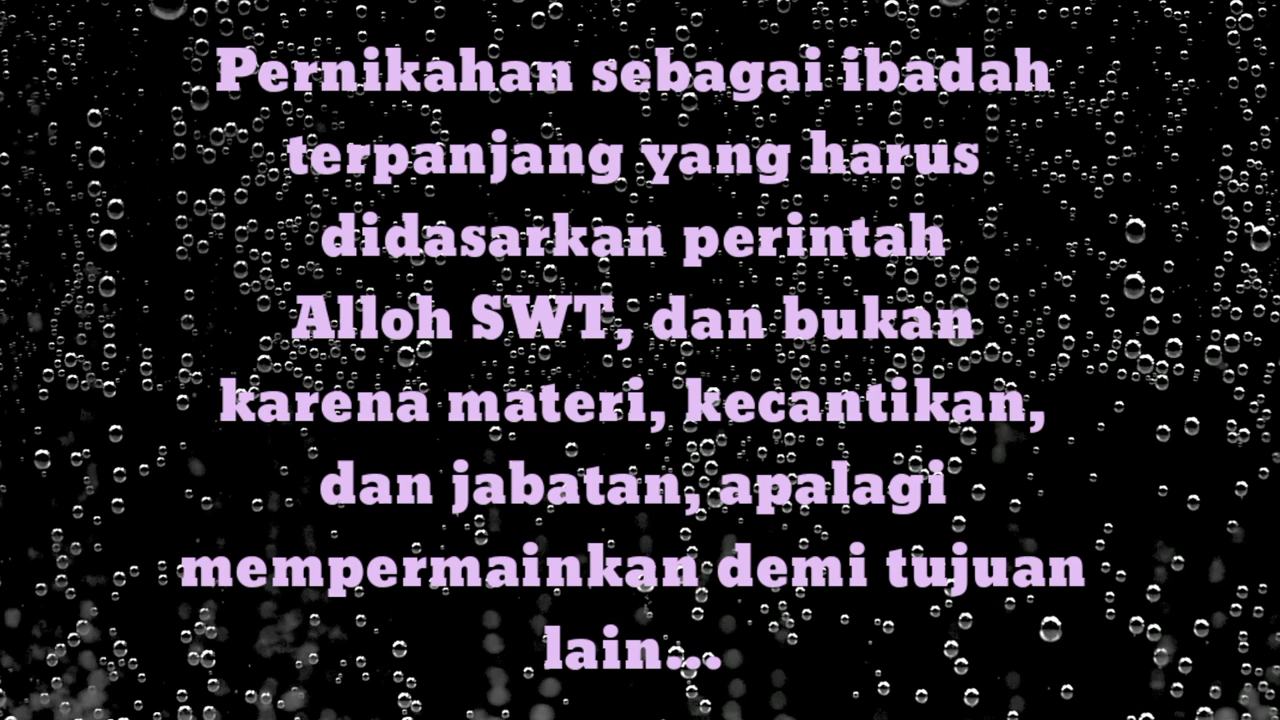 Pernikahan sebagai ibadah
terpanjang yang harus
didasarkan perintah
Alloh SWT, dan bukan
karena materi, kecantikan,
dan jabatan, apalagi
mempermainkan demi tujuan
lain...